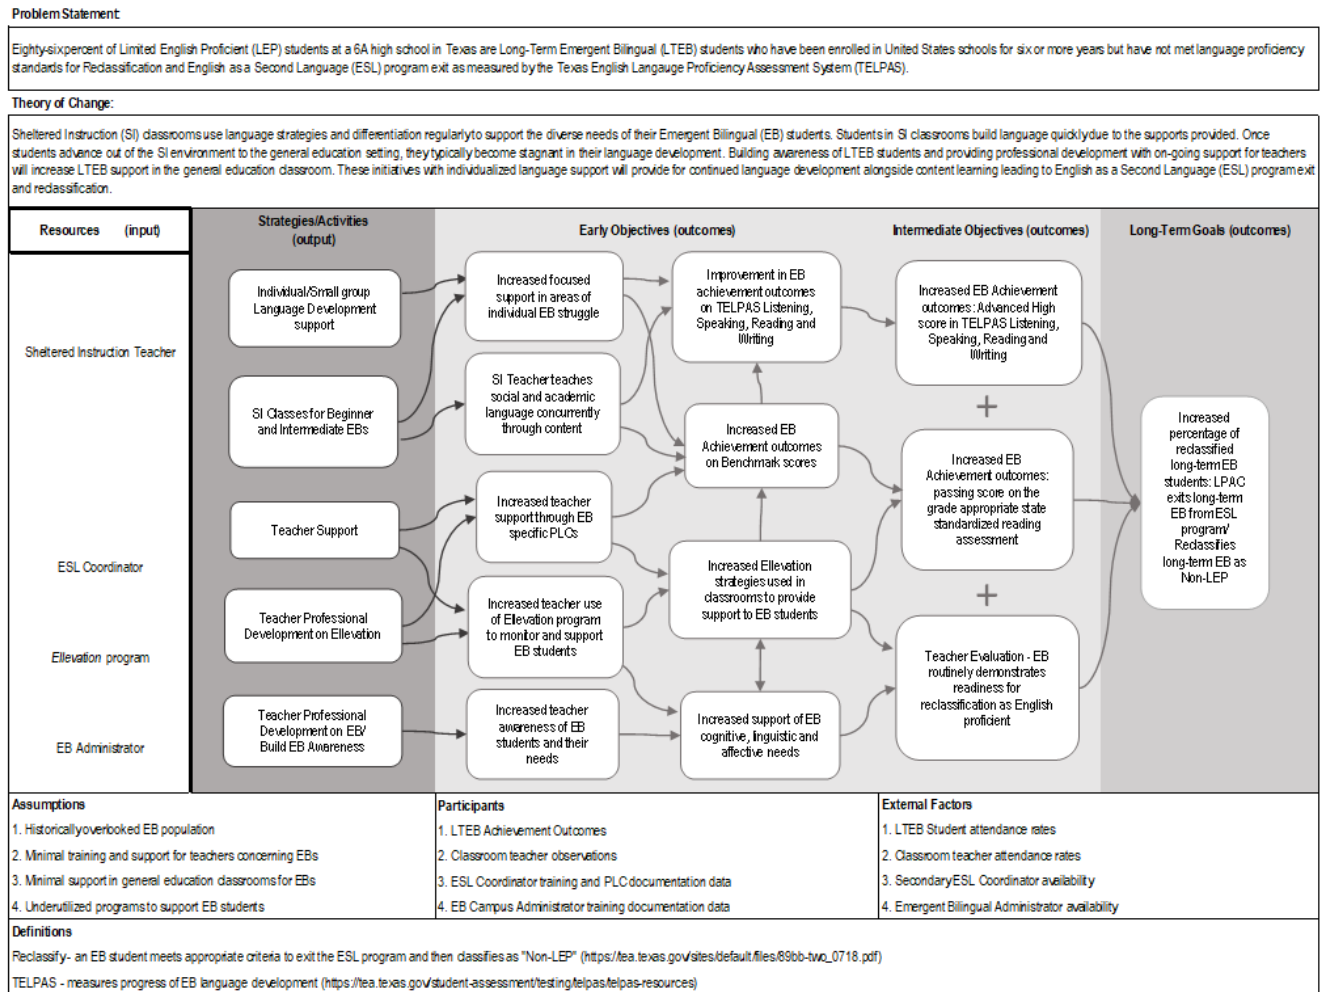 Problem Statement:
Eighty-sixpercent of Limited English Proficient (LEP) students at a 6A high school in Texas are Long-Term Emergent Bilingual (LTEB) students who have been enrolled in United States schools for six or more years but have not met language proficiency
standards for Reclassification and English as a Second Language (ESL) program exit as measured by the Texas English Langauge Proficiency Assessment System (TELPAS).
Theory of Change:
Sheltered Instruction (SI) classrooms use language strategies and differentiation regularly to support the diverse needs of their Emergent Bilingual (EB) students. Students in SI classrooms build language quickly due to the supports provided. Once
students advance out of the SI environment to the general education setting, they typically become stagnant in their language development. Building awareness of LTEB students and providing professional development with on-going support for teachers
will increase LTEB support in the general education classroom. These initiatives with individualized language support will provide for continued language development alongside content learning leading to English as a Second Language (ESL) program exit
and reclassification.
Resources (input)
Sheltered Instruction Teacher
ESL Coordinator
Ellevation program
EB Administrator
Strategies/Activities
(output)
Individual/Small group
Language Development
support
SI Classes for Beginner
and Intermediate EBs
Teacher Support
Teacher Professional
Development on Ellevation
Teacher Professional
Development on EB/
Build EB Awareness
Early Objectives (outcomes)
Increased focused
support in areas of
individual EB struggle
SI Teacher teaches
social and academic
language concurrently
through content
Increased teacher
support through EB
specific PLCs
Increased teacher use
of Ellevation program
to monitor and support
EB students
Increased teacher
awareness of EB
students and their
needs
Improvement in EB
achievement outcomes
on TELPAS Listening,
Speaking, Reading and
Writing
Increased EB
Achievement outcomes
on Benchmark scores
Increased Ellevation
strategies used in
classrooms to provide
support to EB students
Increased support of EB
cognitive, linguistic and
affective needs
Intermediate Objectives (outcomes)
Increased EB Achievement
outcomes: Advanced High
score in TELPAS Listening,
Speaking, Reading and
Writing
+
Increased EB
Achievement outcomes:
passing score on the
grade appropriate state
standardized reading
assessment
+
Teacher Evaluation - EB
routinely demonstrates
readiness for
reclassification as English
proficient
Long-Term Goals (outcomes)
Increased
percentage of
reclassified
long-term EB
students: LPAC
exits long-term
EB from ESL
program/
Reclassifies
long-term EB as
Non-LEP
Assumptions
1. Historically overlooked EB population
2. Minimal training and support for teachers concerning EBs
3. Minimal support in general education classrooms for EBs
4. Underutilized programs to support EB students
Participants
1. LTEB Achievement Outcomes
2. Classroom teacher observations
3. ESL Coordinator training and PLC documentation data
4. EB Campus Administrator training documentation data
External Factors
1. LTEB Student attendance rates
2. Classroom teacher attendance rates
3. Secondary ESL Coordinator availability
4. Emergent Bilingual Administrator availability
Definitions
Reclassify - an EB student meets appropriate criteria to exit the ESL program and then classifies as "Non-LEP" (https://tea.texas.gov/sites/default/files/89bb-two_0718.pdf)
TELPAS - measures progress of EB language development (https://tea.texas.gov/student-assessment/testing/telpas/telpas-resources)